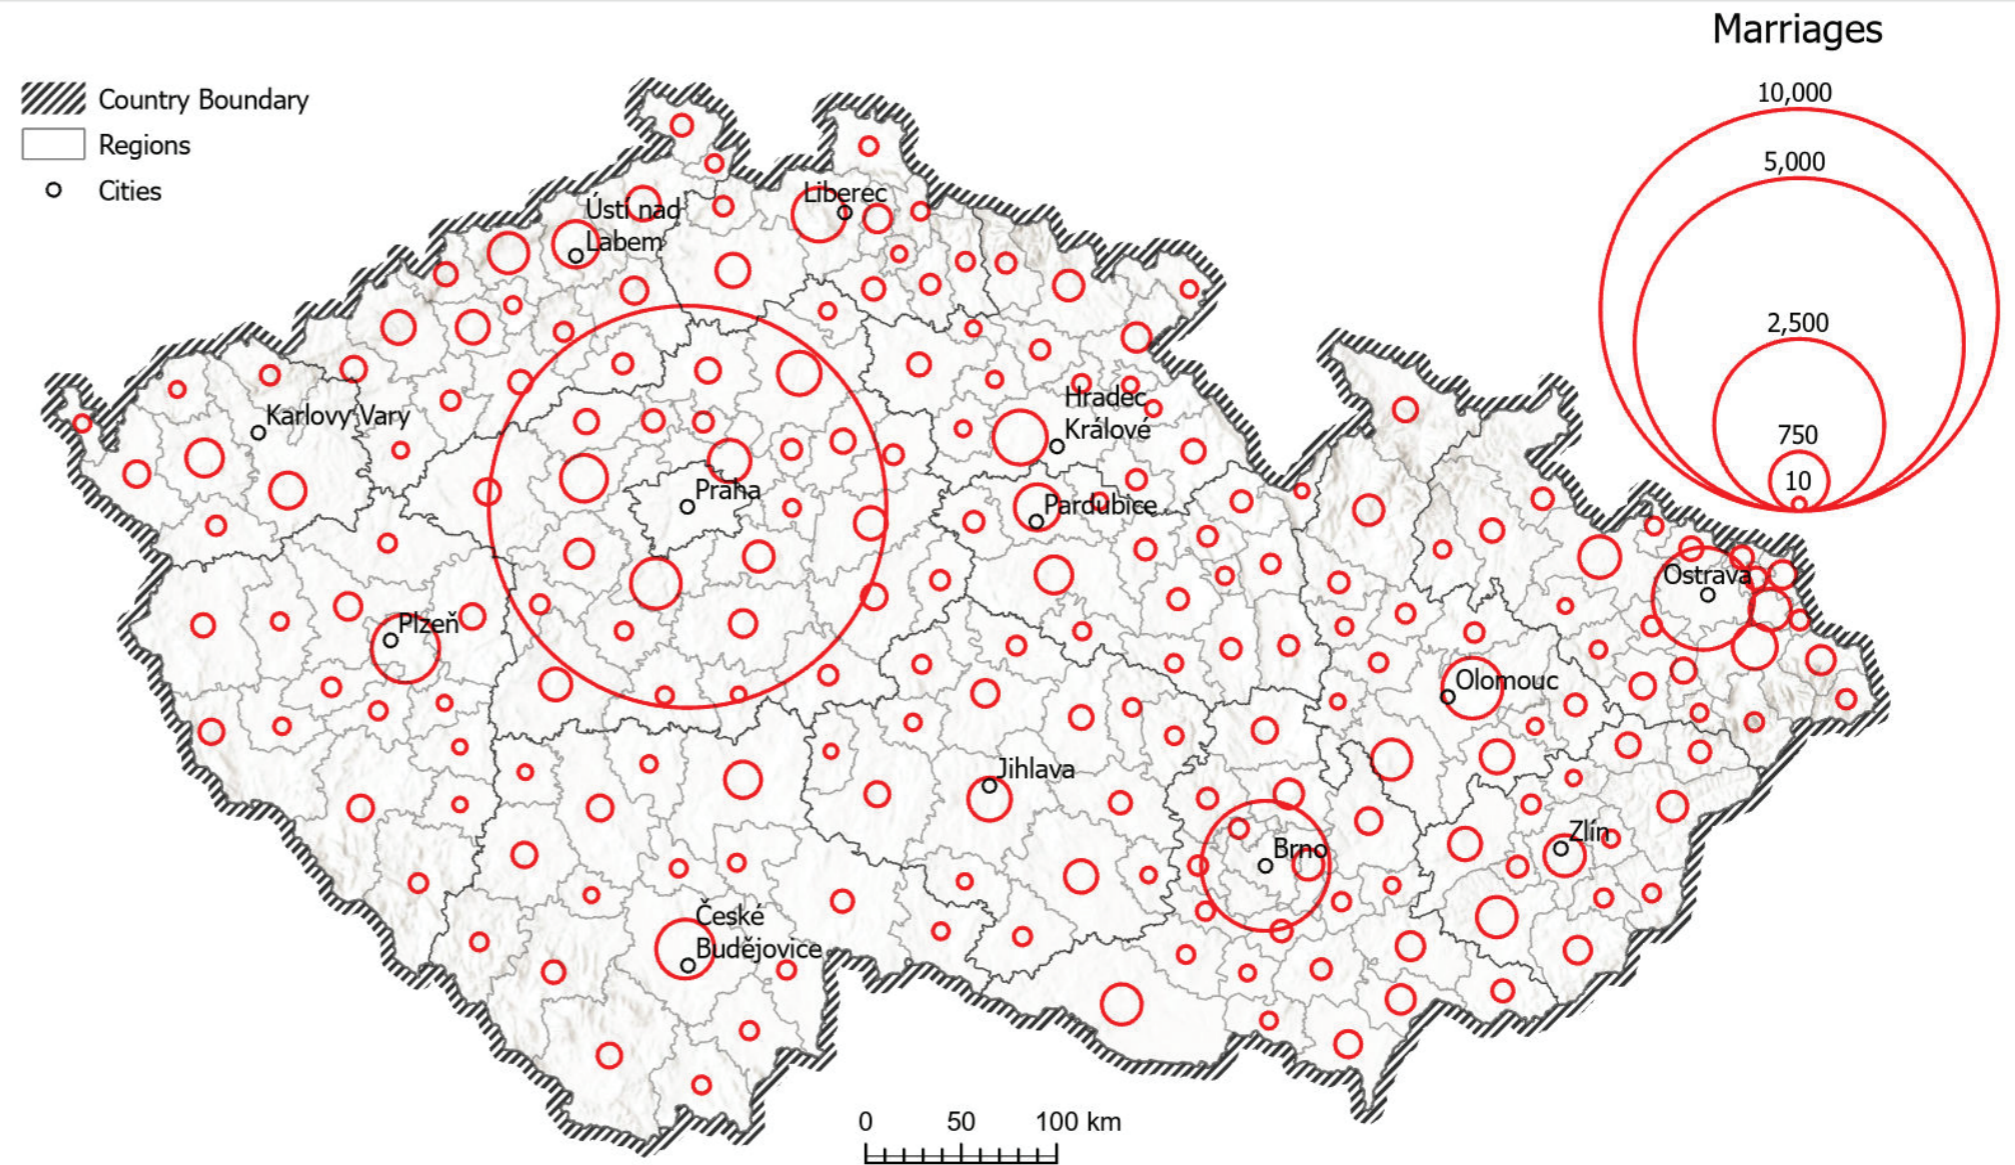 Marriages
10,000
5,000
2,500
750
10
Country Boundary
Regions
Cities
Liberec
Ústí nad
Labem
Karlovy Vary
Hradec
Králové
Praha
Pardubice
Ostrava
Plzeň
Olomouc
Jihlava
Zlín
Brno
České
Budějovice
0 50 100 km